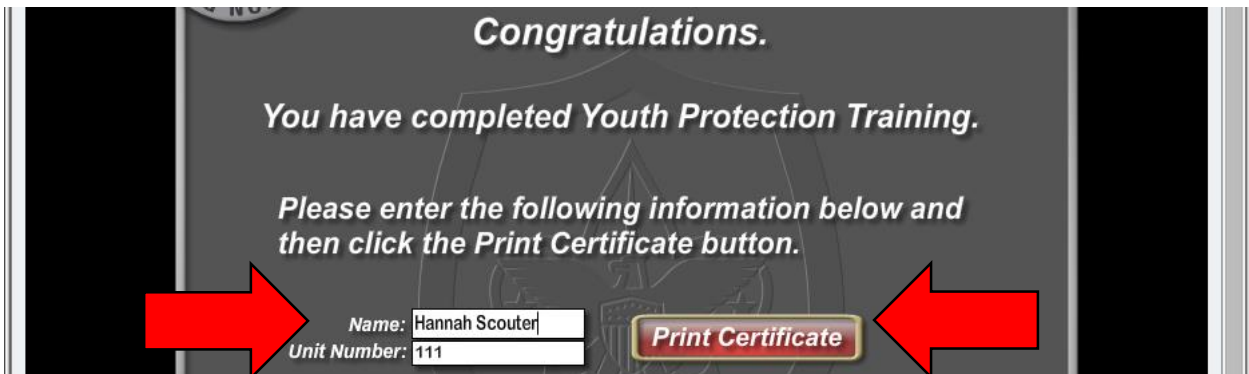 Congratulations.
You have completed Youth Protection Training.
Please enter the following information below and
then click the Print Certificate button.
Name: Hannah Scouter
Print Certificate
Unit Number: 111